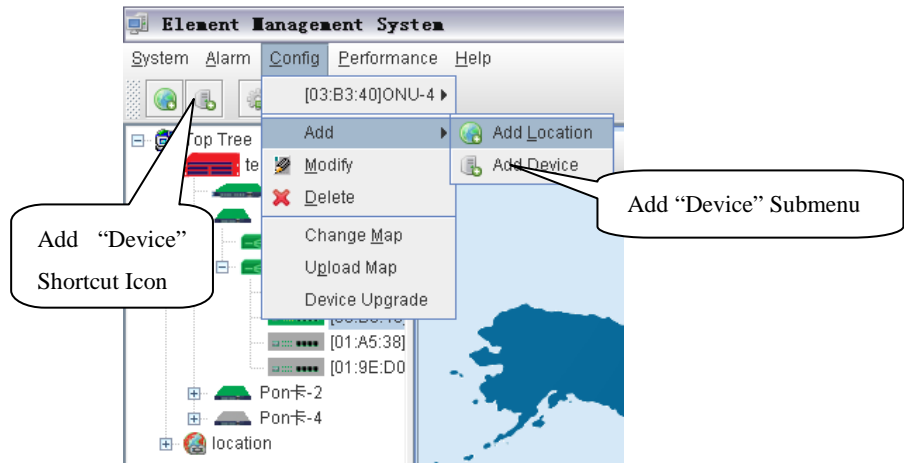 Element Management System
System Alarm Config Performance Help
[03:B3:40]ONU-4
Add
Add Location
Add Device
Modify
Delete
Change Map
Upload Map
Device Upgrade
Top Tree
te
[01:A5:38]
[01:9E:D0
Pon卡-2
Pon卡-4
location
Add "Device"
Shortcut Icon
Add "Device" Submenu